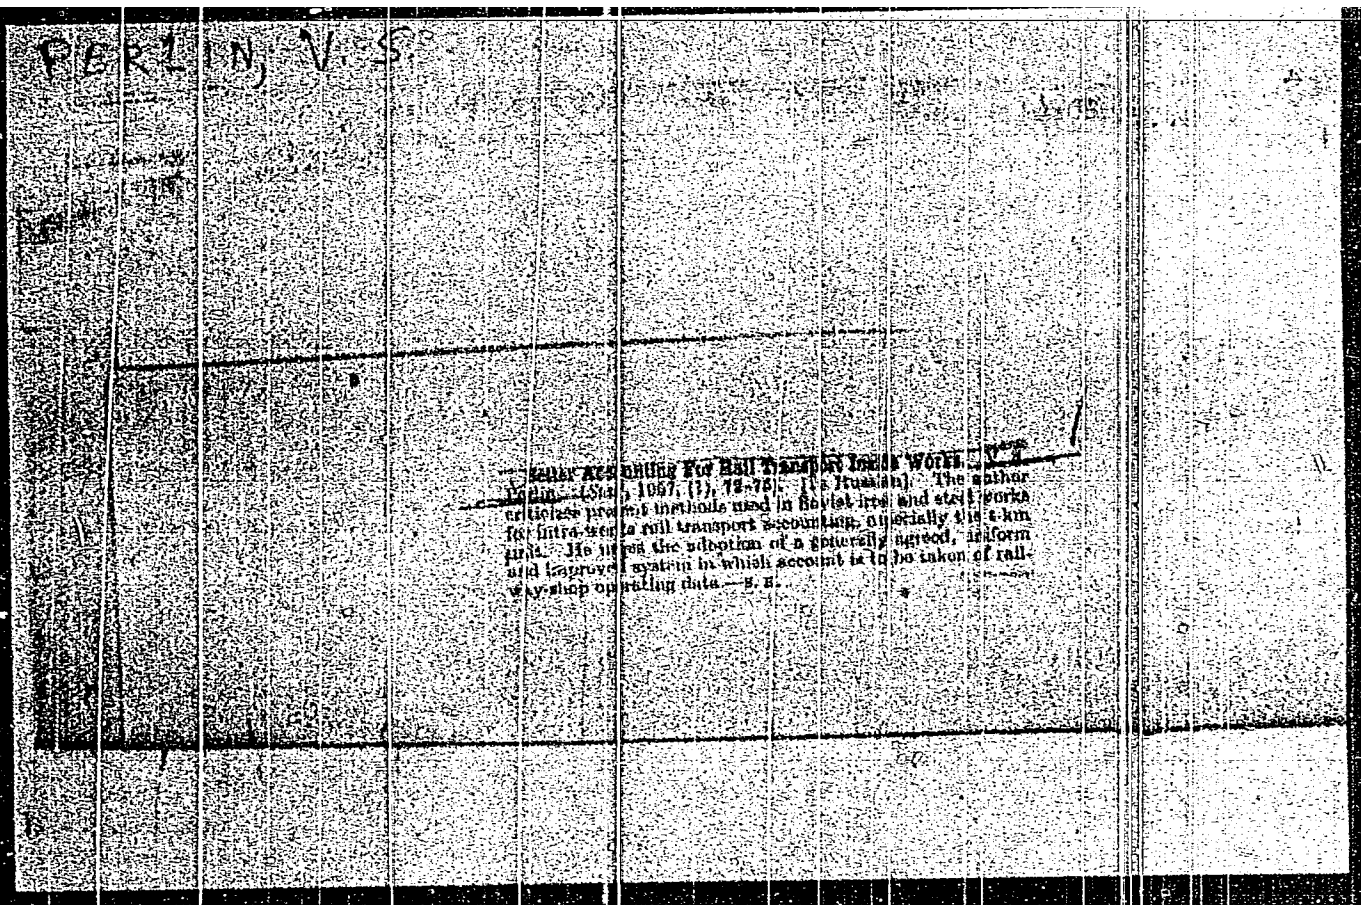 PERLIN, V. S.
Better Accounting For Rail Transport Inside Works. V. S.
Perlin. (Stal', 1957, (1), 72-75). [In Russian]. The author
criticizes present methods used in Soviet iron and steel works
for intra-works rail transport accounting, especially the t-km
unit. He urges the adoption of a generally agreed, uniform
and improved system in which account is to be taken of rail-
way-shop operating data.—S. K.